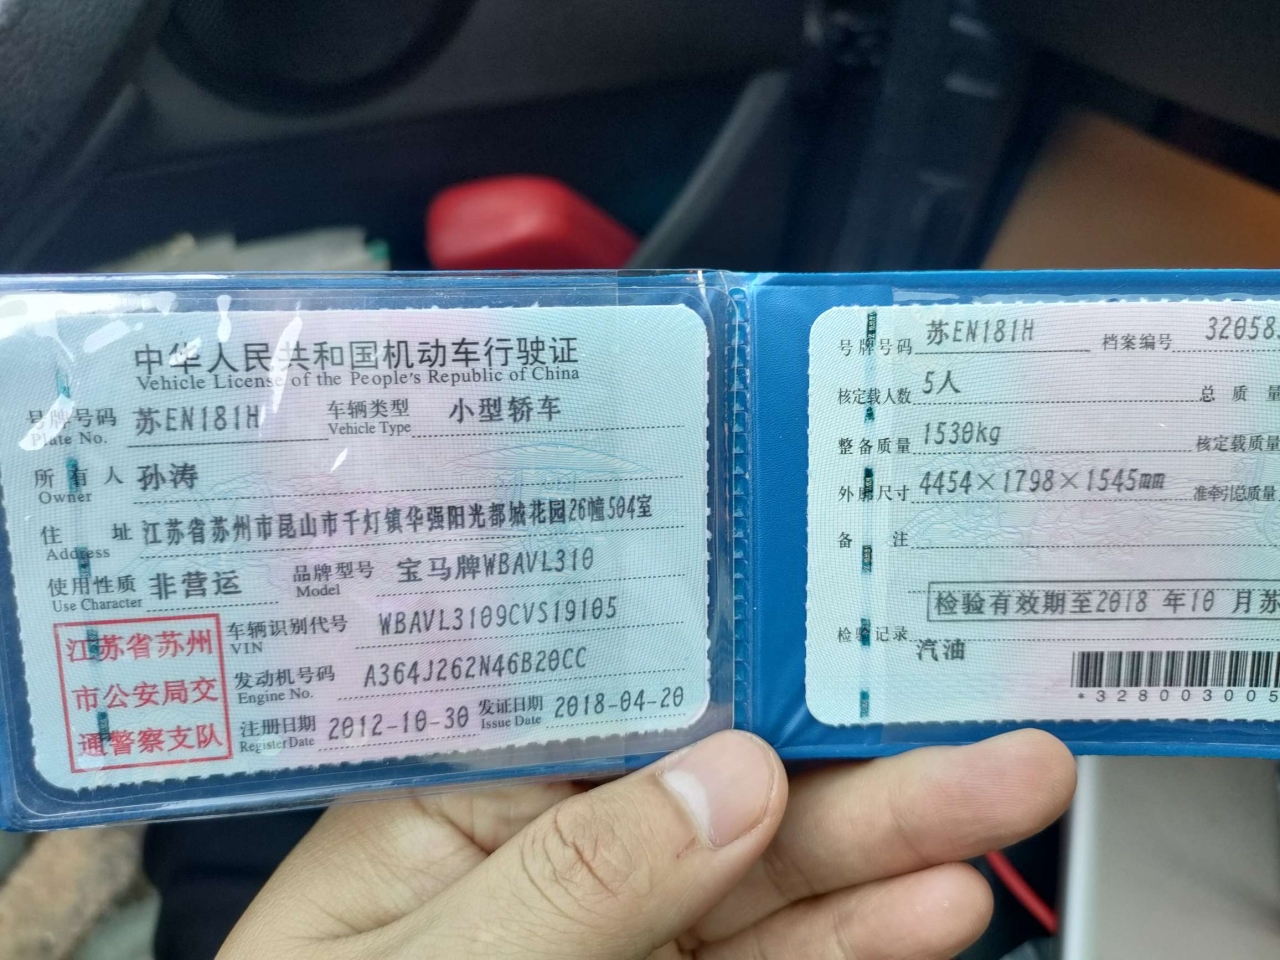 中华人民共和国机动车行驶证
Vehicle License of the People's Republic of China
号牌号码 苏EN181H 车辆类型 小型轿车
Plate No. Vehicle Type
所有人 孙涛
Owner
住址 江苏省苏州市昆山市千灯镇华强阳光都城花园26幢504室
Address
使用性质 非营运 品牌型号 宝马牌WBAVL310
Use Character Model
江苏省苏州
市公安局交
通警察支队
车辆识别代号 WBAVL3109CVS19105
VIN
发动机号码 A364J262N46B20CC
Engine No.
注册日期 2012-10-30 发证日期 2018-04-20
Register Date Issue Date
号牌号码 苏EN181H 档案编号 32058
核定载人数 5人 总质量
整备质量 1530kg 核定载质量
外廓尺寸 4454×1798×1545mm 准牵引总质量
备注
检验有效期至2018 年10 月苏
检验记录
汽油
*328003005